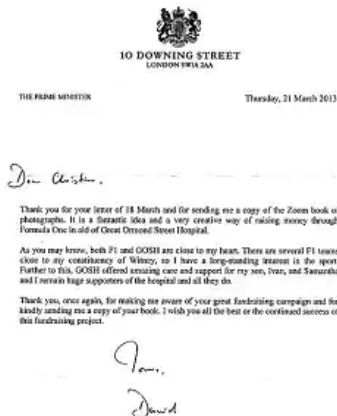 10 DOWNING STREET
LONDON SW1A 2AA
THE PRIME MINISTER
Thursday, 21 March 2013
Dear Christian,
Thank you for your letter of 18 March and for sending me a copy of the Zoom book of
photographs. It is a fantastic idea and a very creative way of raising money through
Formula One in aid of Great Ormond Street Hospital.
As you may know, both F1 and GOSH are close to my heart. There are several F1 teams
close to my constituency of Witney, so I have a long-standing interest in the sport.
Further to this, GOSH offered amazing care and support for my son, Ivan, and Samantha
and I remain huge supporters of the hospital and all they do.
Thank you, once again, for making me aware of your great fundraising campaign and for
kindly sending me a copy of your book. I wish you all the best for the continued success of
this fundraising project.
Yours,
David